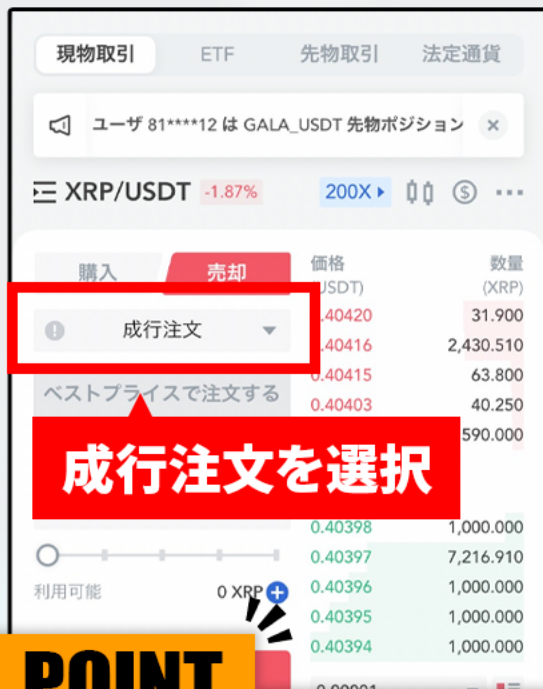 現物取引 ETF 先物取引 法定通貨
ユーザ 81****12 は GALA_USDT 先物ポジション ×
XRP/USDT -1.87% 200X
購入 売却
価格 数量
USDT) (XRP)
成行注文
.40420 31.900
.40416 2,430.510
0.40415 63.800
ベストプライスで注文する
0.40403 40.250
590.000
成行注文を選択
0.40398 1,000.000
0.40397 7,216.910
利用可能 0 XRP
0.40396 1,000.000
0.40395 1,000.000
0.40394 1,000.000
POINT